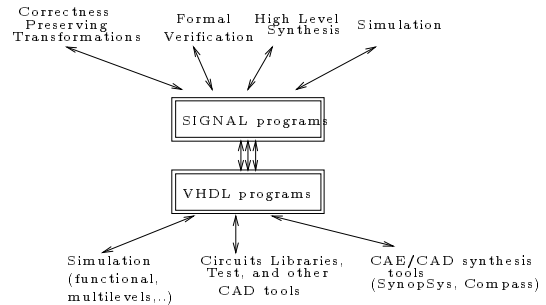 Correctness
Preserving
Transformations
Formal
Verification
High Level
Synthesis
Simulation
SIGNAL programs
VHDL programs
Simulation
(functional,
multilevels,..)
Circuits Libraries,
Test, and other
CAD tools
CAE/CAD synthesis
tools
(SynopSys, Compass)